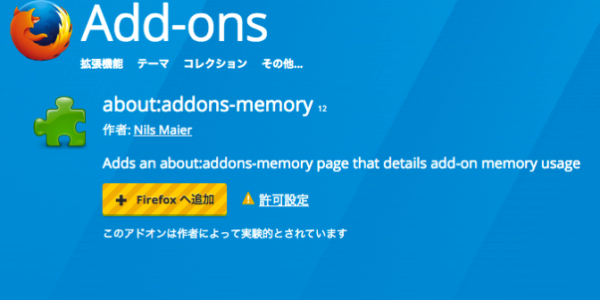 Add-ons
拡張機能 テーマ コレクション その他...
about:addons-memory 12
作者: Nils Maier
Adds an about:addons-memory page that details add-on memory usage
+ Firefox へ追加 許可設定
このアドオンは作者によって実験的とされています